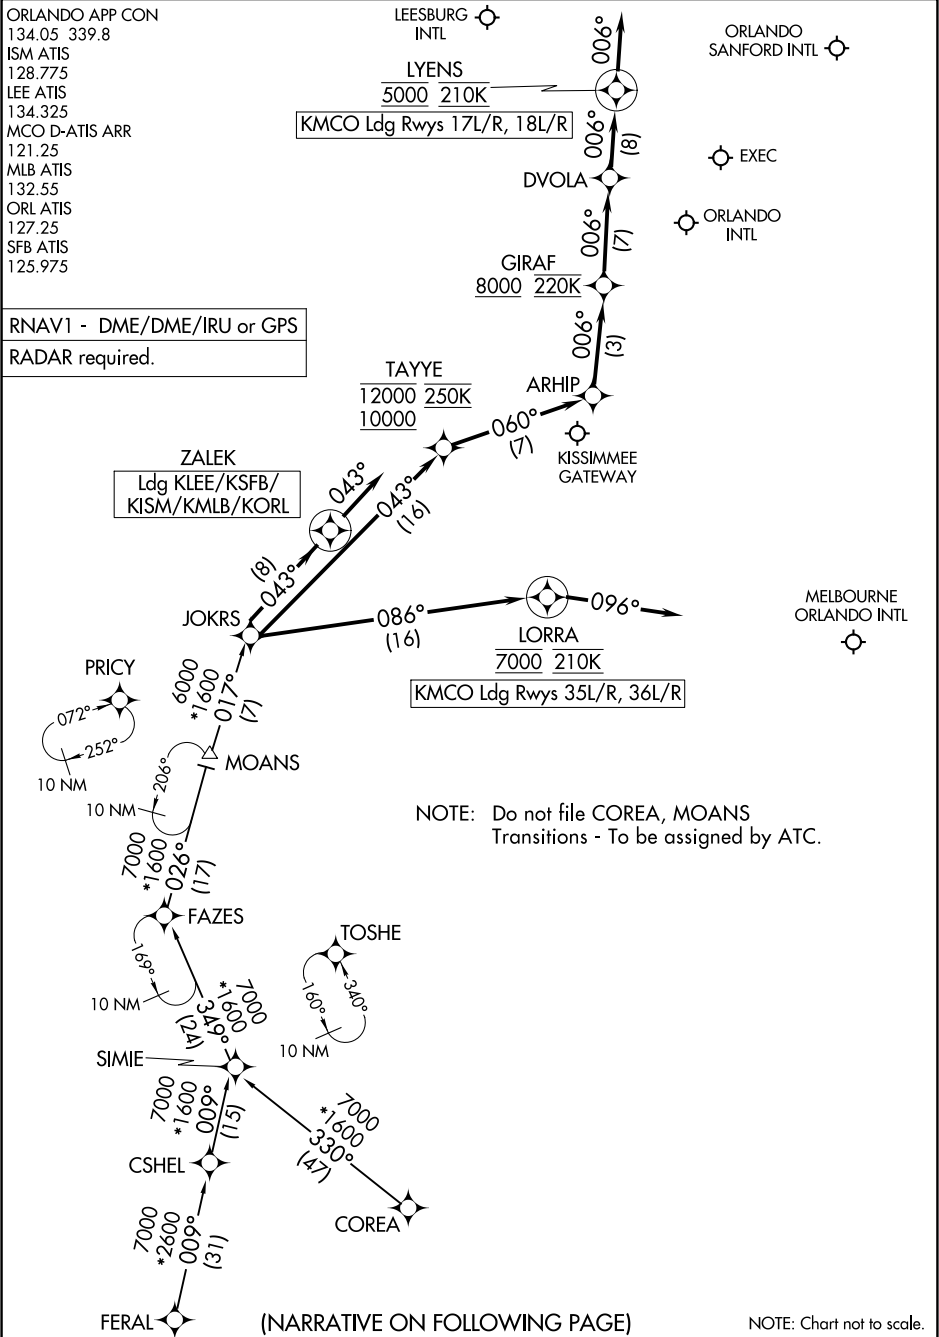 ORLANDO APP CON
134.05 339.8
ISM ATIS
128.775
LEE ATIS
134.325
MCO D-ATIS ARR
121.25
MLB ATIS
132.55
ORL ATIS
127.25
SFB ATIS
125.975
LEESBURG
INTL
006°
ORLANDO
SANFORD INTL
LYENS
5000 210K
KMCO Ldg Rwys 17L/R, 18L/R
006°
(8)
EXEC
DVOLA
ORLANDO
INTL
006°
(7)
GIRAF
8000 220K
RNAV1 - DME/DME/IRU or GPS
RADAR required.
006°
(3)
TAYYE
12000 250K
10000
ARHIP
060°
(7)
KISSIMMEE
GATEWAY
ZALEK
Ldg KLEE/KSFB/
KISM/KMLB/KORL
043°
043°
(16)
(8)
043°
JOKRS
086°
(16)
096°
LORRA
7000 210K
KMCO Ldg Rwys 35L/R, 36L/R
MELBOURNE
ORLANDO INTL
PRICY
072°
252°
10 NM
6000
*1600
017°
(7)
MOANS
206°
10 NM
NOTE: Do not file COREA, MOANS
Transitions - To be assigned by ATC.
7000
*1600
026°
(17)
FAZES
169°
10 NM
TOSHE
160°
340°
10 NM
7000
*1600
349°
(24)
SIMIE
7000
*1600
009°
(15)
7000
*1600
330°
(47)
CSHEL
COREA
7000
*2600
009°
(31)
FERAL
(NARRATIVE ON FOLLOWING PAGE)
NOTE: Chart not to scale.